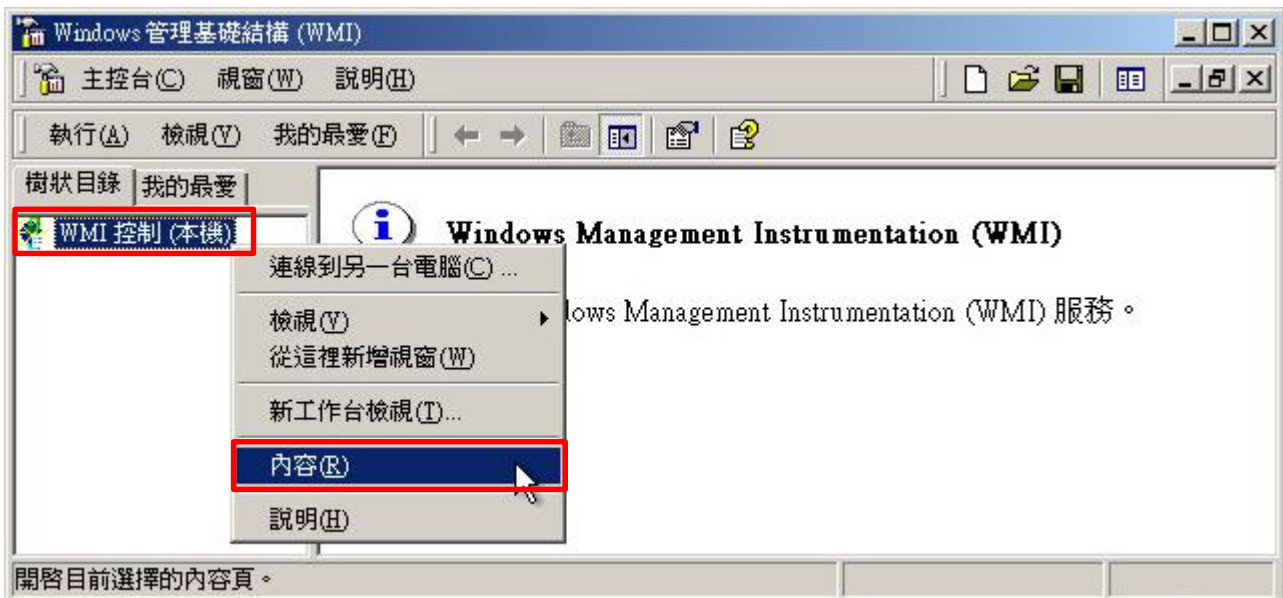 Windows 管理基礎結構 (WMI)
主控台(C) 視窗(W) 說明(H)
執行(A) 檢視(V) 我的最愛(F)
樹狀目錄 我的最愛
WMI 控制 (本機)
Windows Management Instrumentation (WMI)
連線到另一台電腦(C) ...
檢視(V)
dows Management Instrumentation (WMI) 服務。
從這裡新增視窗(W)
新工作台檢視(T)...
內容(R)
說明(H)
開啓目前選擇的內容頁。